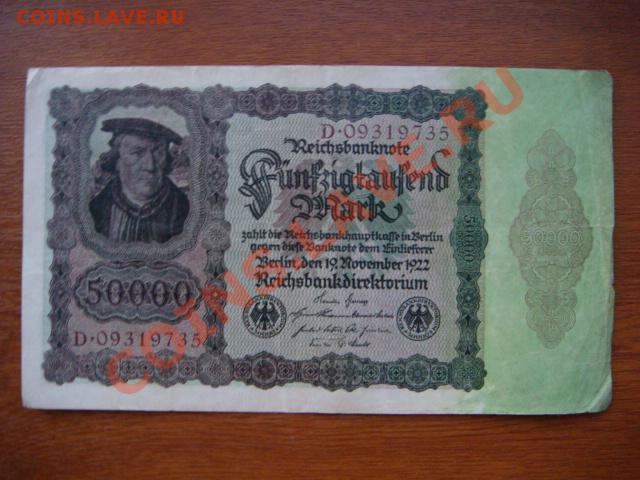 COINS.LAVE.RU
D·09319735
Reichsbanknote
Fünfzigtausend
Mark
zahlt die Reichsbankhauptkasse in Berlin
gegen diese Banknote dem Einlieferer
Berlin, den 19. November 1922
Reichsbankdirektorium
50000
D·09319735
50000
50000
COINS.LAVE.RU